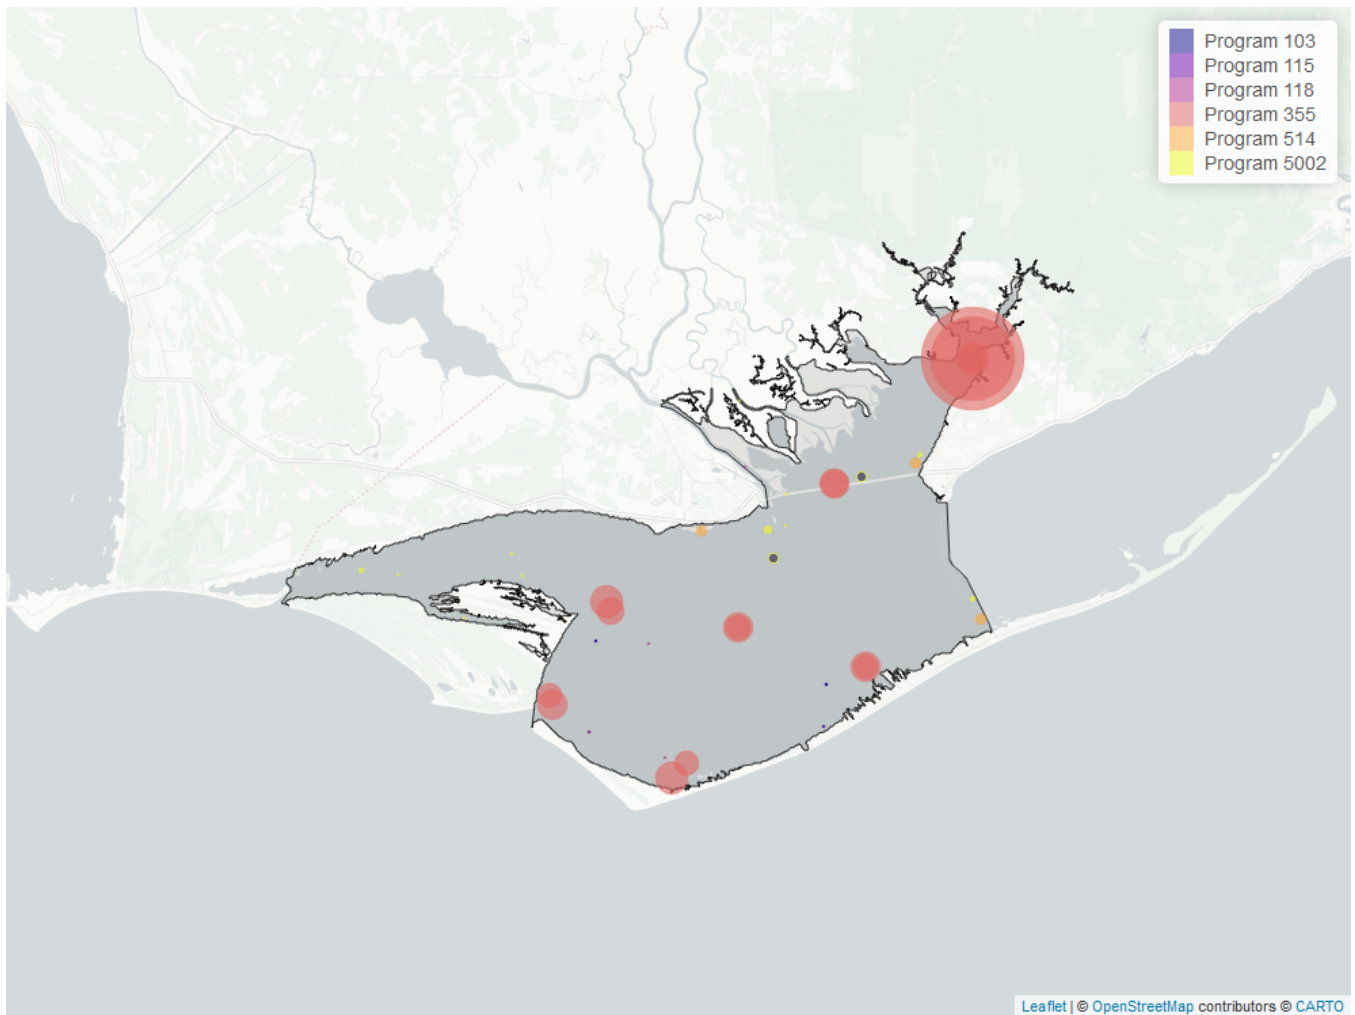 Program 103
Program 115
Program 118
Program 355
Program 514
Program 5002
Leaflet | © OpenStreetMap contributors © CARTO